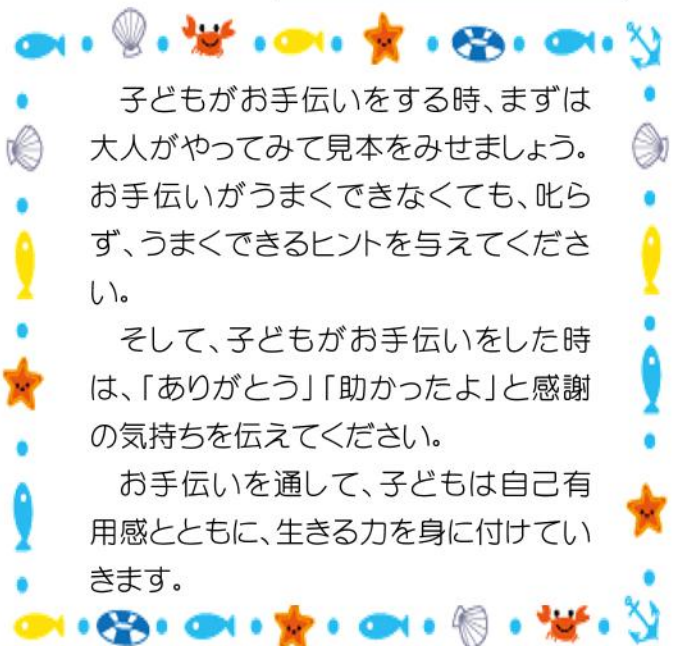 子どもがお手伝いをする時、まずは
大人がやってみて見本をみせましょう。
お手伝いがうまくできなくても、叱ら
ず、うまくできるヒントを与えてくださ
い。
　そして、子どもがお手伝いをした時
は、「ありがとう」「助かったよ」と感謝
の気持ちを伝えてください。
　お手伝いを通して、子どもは自己有
用感とともに、生きる力を身に付けてい
きます。